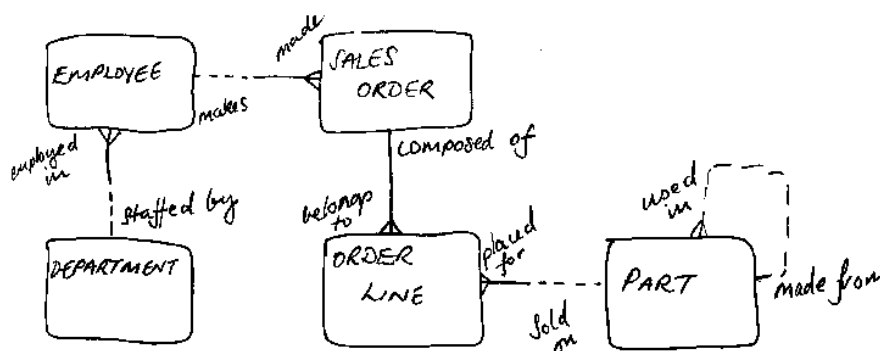 EMPLOYEE
made
SALES
ORDER
makes
employed
in
composed of
staffed by
belongs
to
used
in
DEPARTMENT
ORDER
LINE
placed
for
sold
on
PART
made from